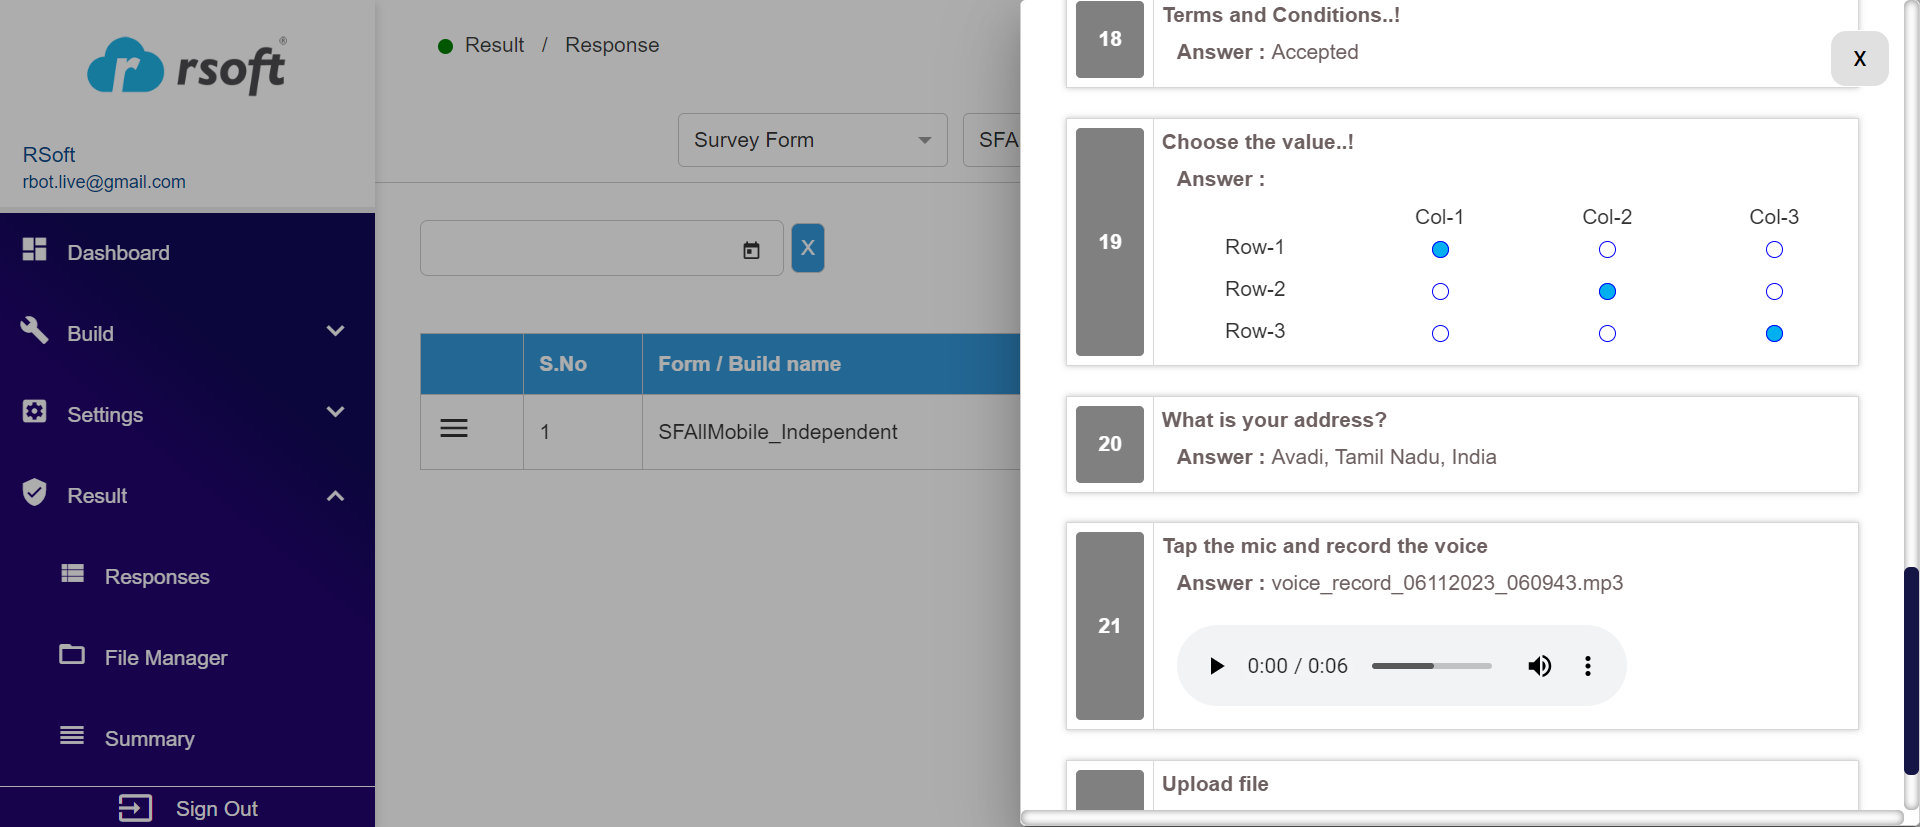 rsoft®
RSoft
rbot.live@gmail.com
Dashboard
Build
Settings
Result
Responses
File Manager
Summary
Sign Out
Result / Response
Survey Form
SFA
X
S.No
Form / Build name
1
SFAllMobile_Independent
X
18
Terms and Conditions..!
Answer : Accepted
19
Choose the value..!
Answer :
Col-1 Col-2 Col-3
Row-1
Row-2
Row-3
20
What is your address?
Answer : Avadi, Tamil Nadu, India
21
Tap the mic and record the voice
Answer : voice_record_06112023_060943.mp3
0:00 / 0:06
Upload file